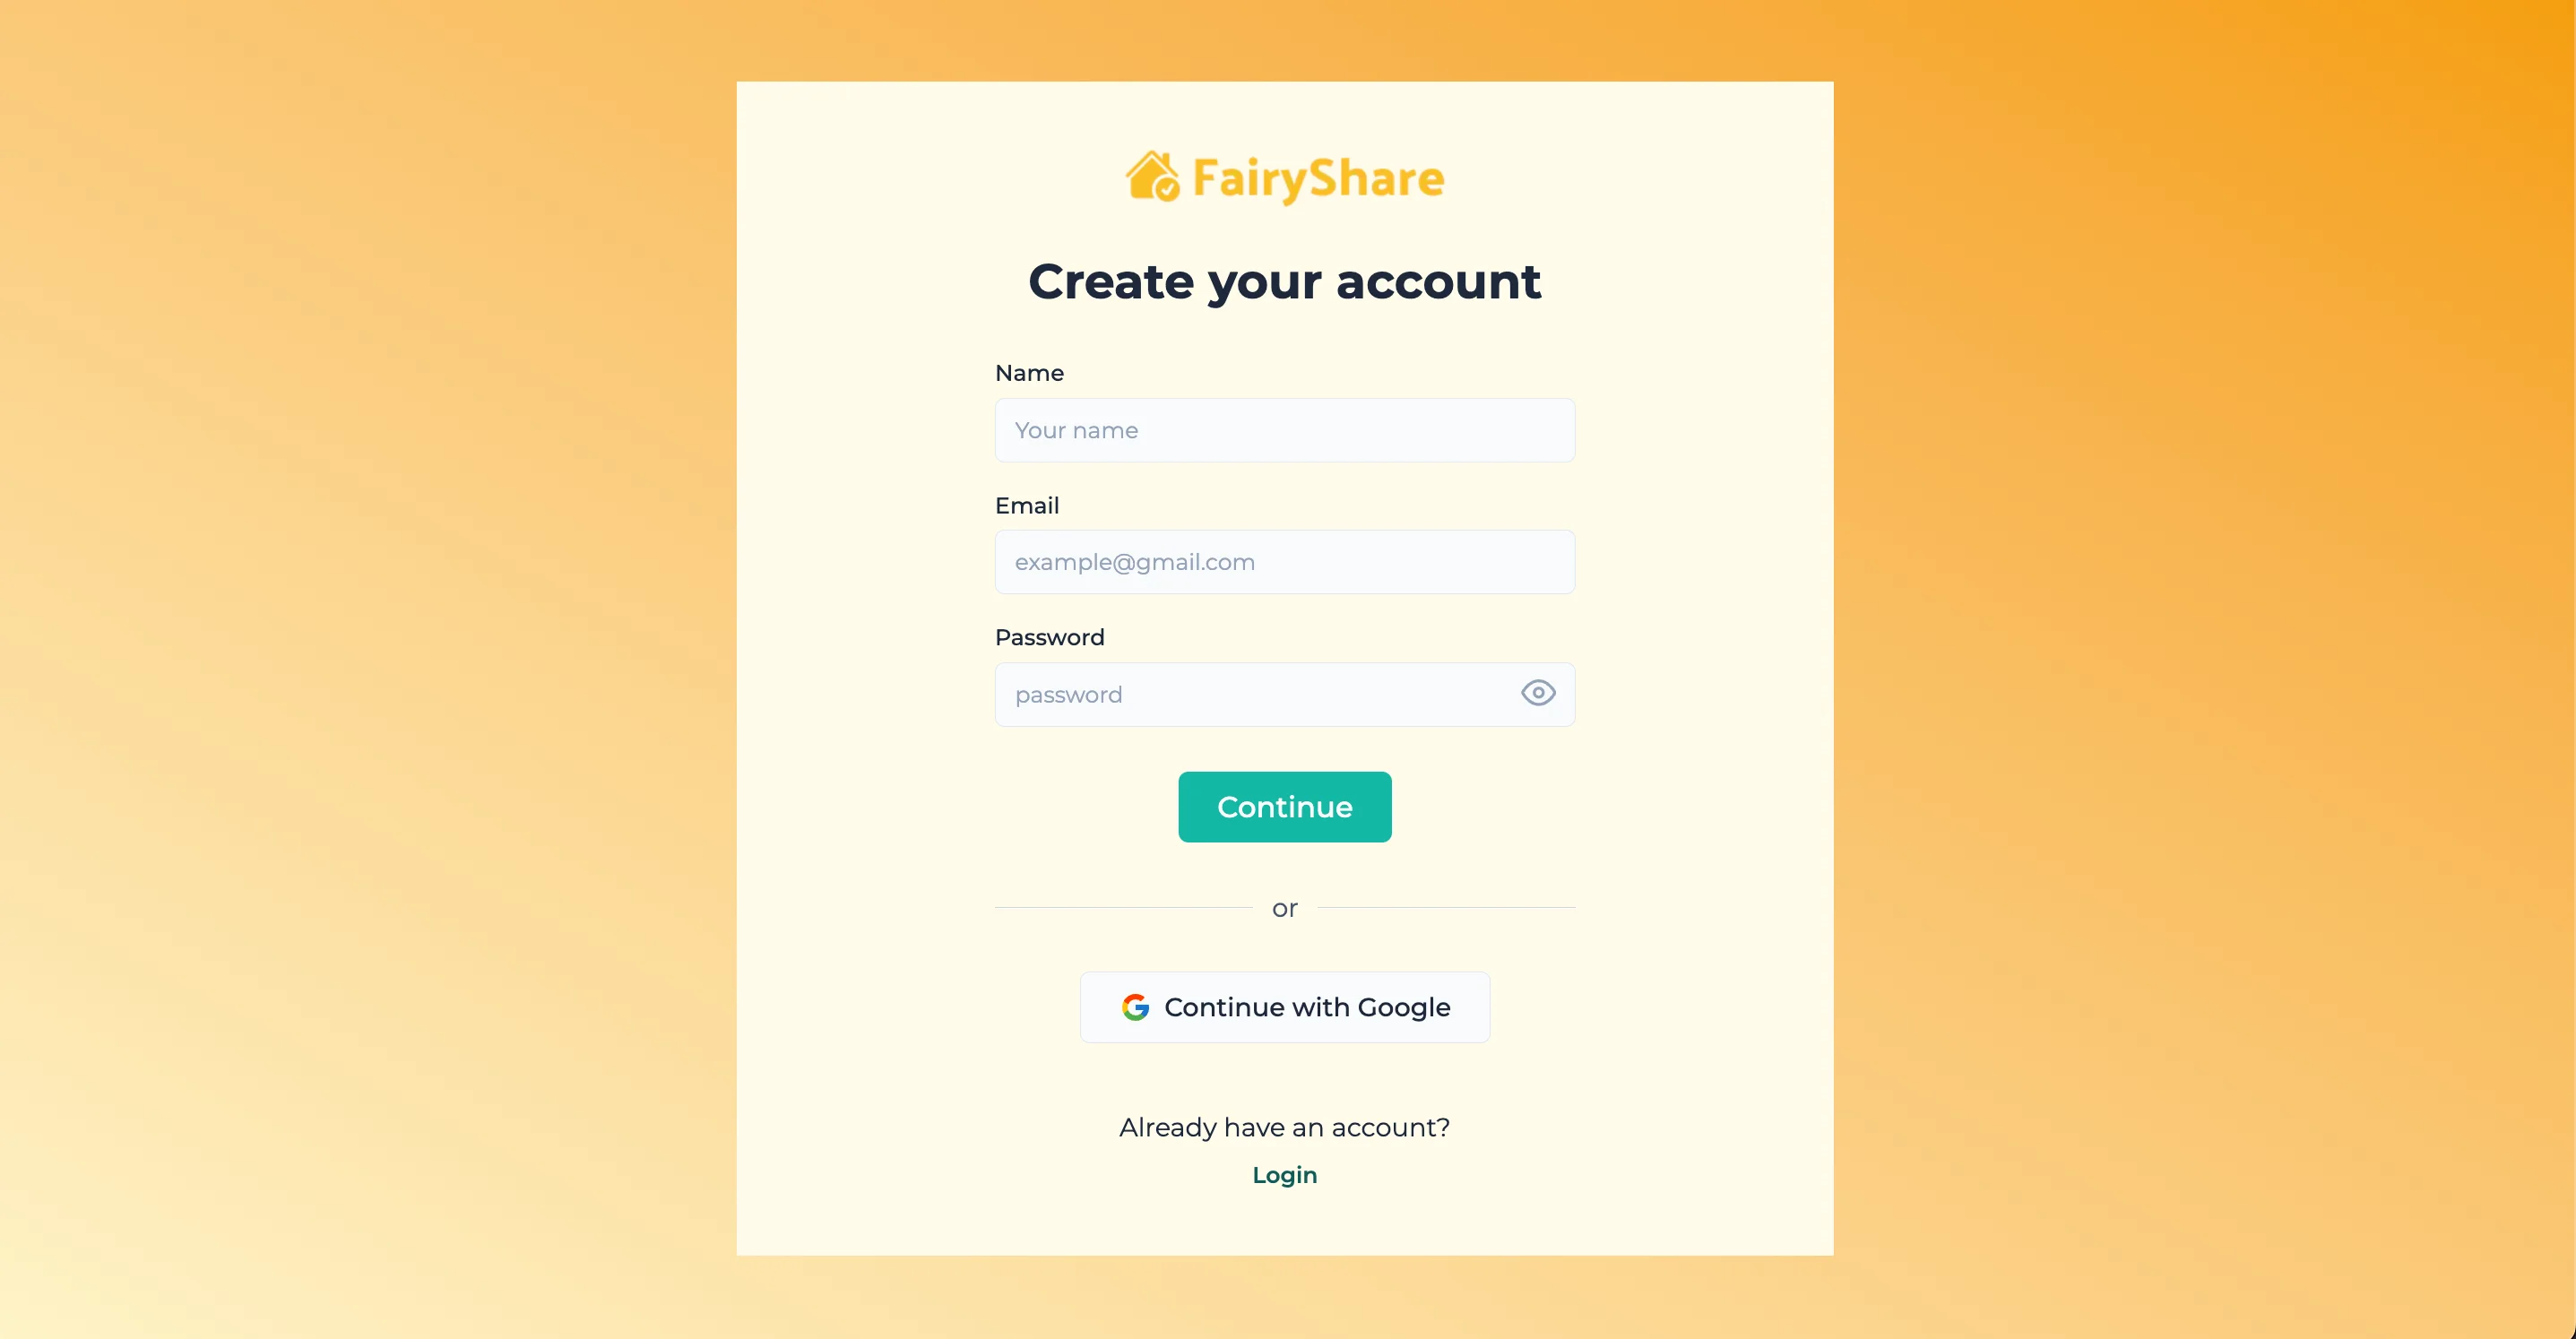 FairyShare
Create your account
Name
Your name
Email
example@gmail.com
Password
password
Continue
or
Continue with Google
Already have an account?
Login